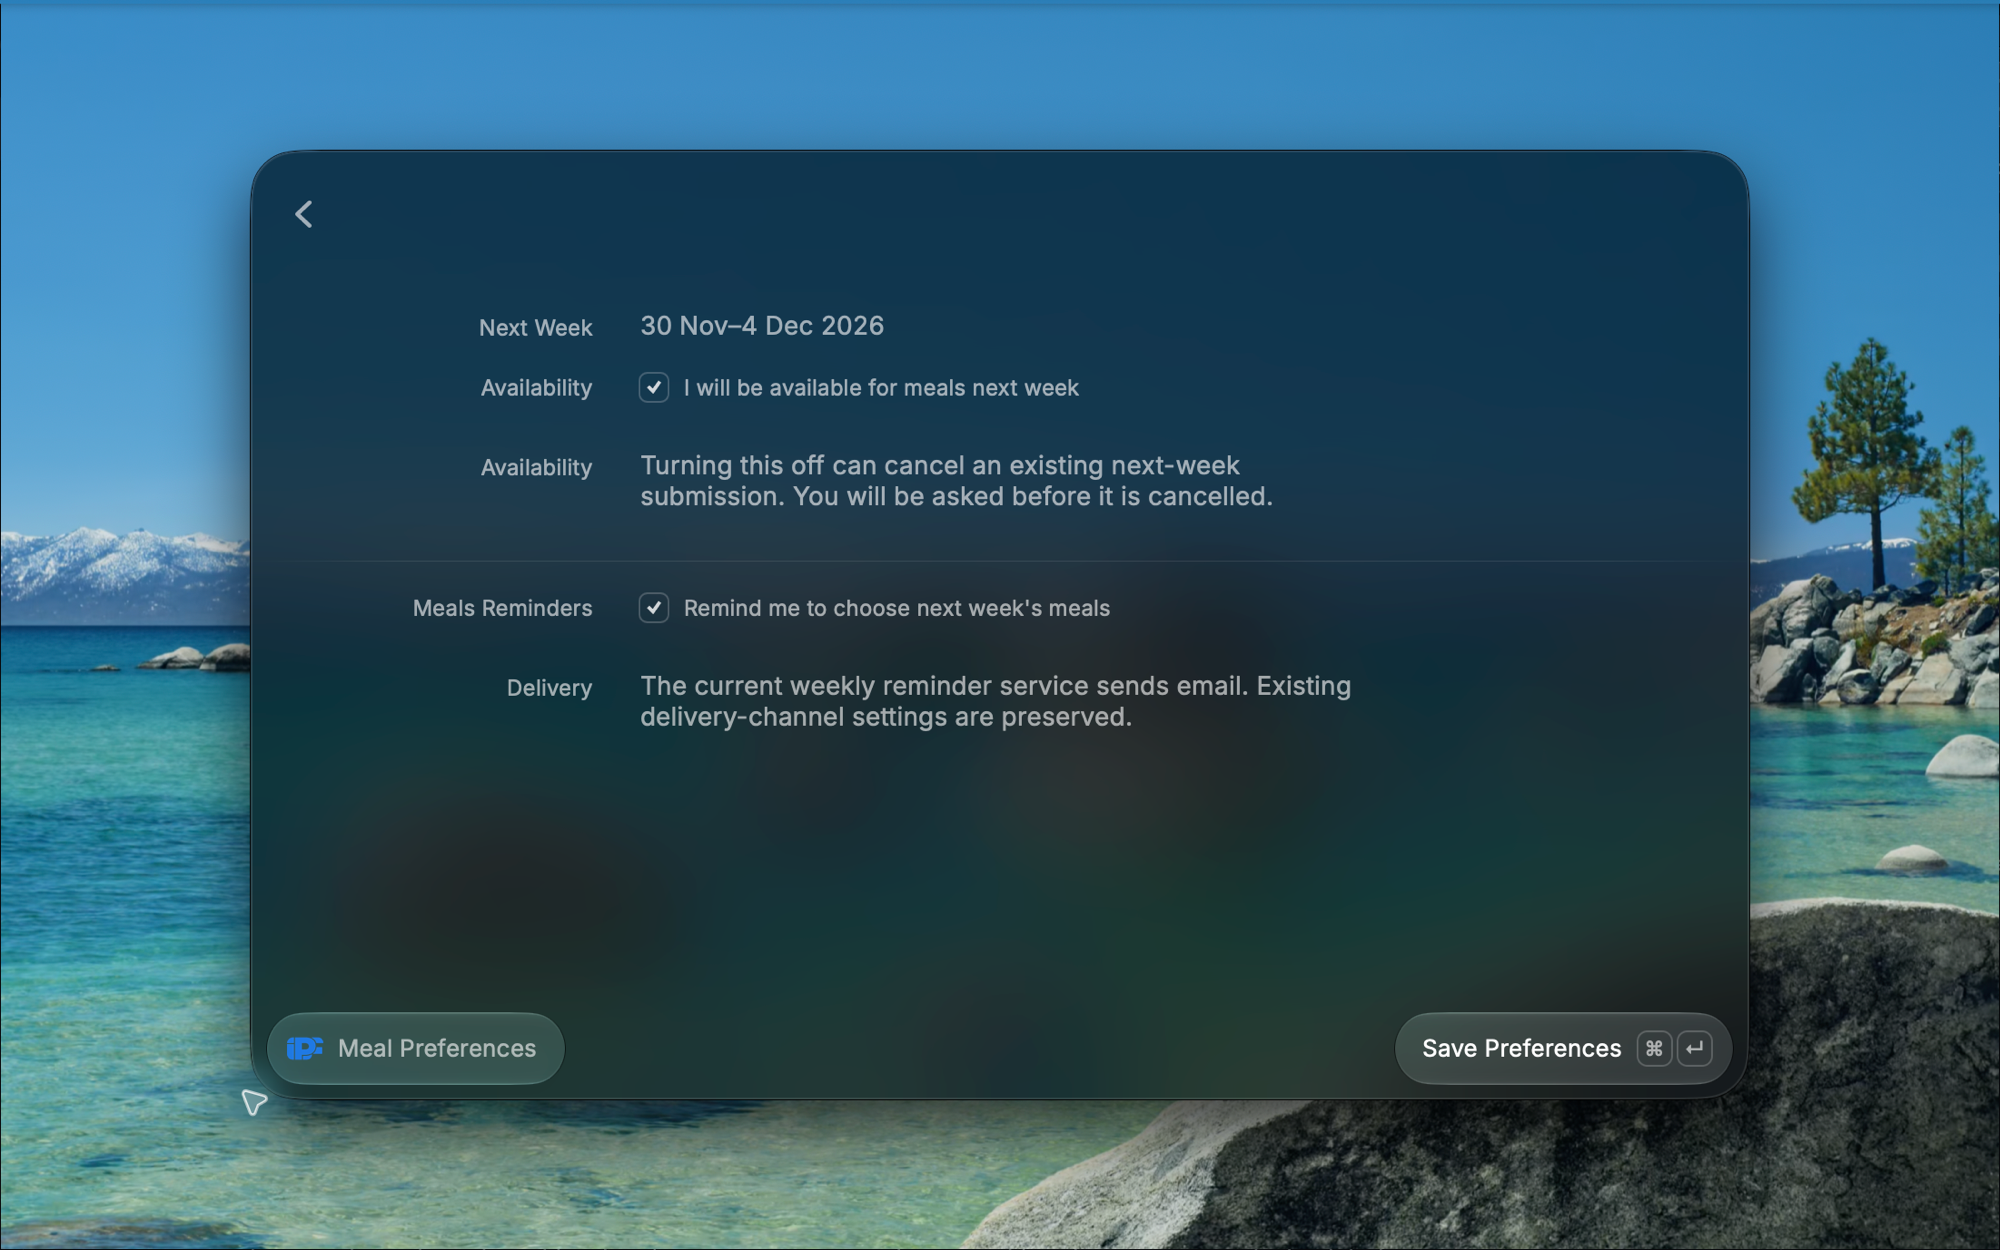 Next Week
30 Nov–4 Dec 2026
Availability
I will be available for meals next week
Availability
Turning this off can cancel an existing next-week
submission. You will be asked before it is cancelled.
Meals Reminders
Remind me to choose next week's meals
Delivery
The current weekly reminder service sends email. Existing
delivery-channel settings are preserved.
Meal Preferences
Save Preferences ⌘ ↵